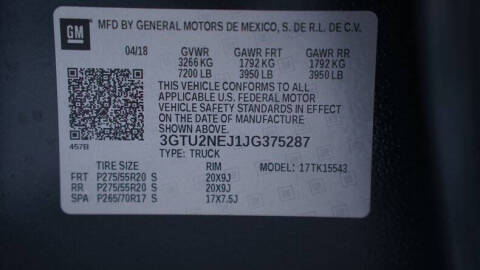 GM
MFD BY GENERAL MOTORS DE MEXICO, S. DE R.L. DE C.V.
04/18 GVWR GAWR FRT GAWR RR
3266 KG 1792 KG 1792 KG
7200 LB 3950 LB 3950 LB
THIS VEHICLE CONFORMS TO ALL
APPLICABLE U.S. FEDERAL MOTOR
VEHICLE SAFETY STANDARDS IN EFFECT
ON THE DATE OF MANUFACTURE
SHOWN ABOVE.
457B 3GTU2NEJ1JG375287
TYPE: TRUCK
TIRE SIZE RIM MODEL: 17TK15543
FRT P275/55R20 S 20X9J
RR P275/55R20 S 20X9J
SPA P265/70R17 S 17X7.5J